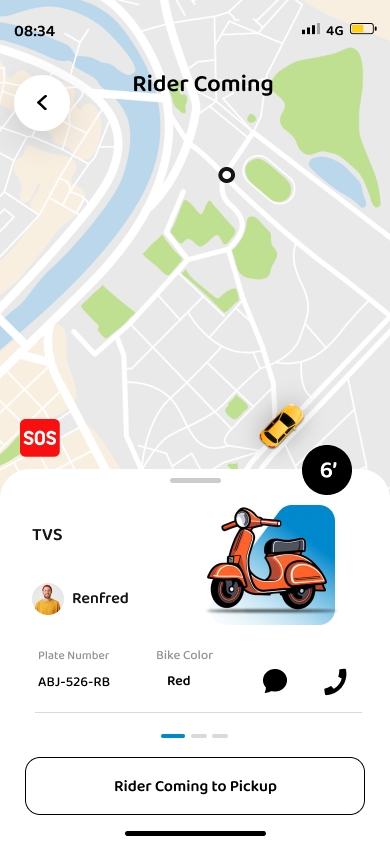 08:34
4G
Rider Coming
SOS
6'
TVS
Renfred
Plate Number
Bike Color
ABJ-526-RB
Red
Rider Coming to Pickup